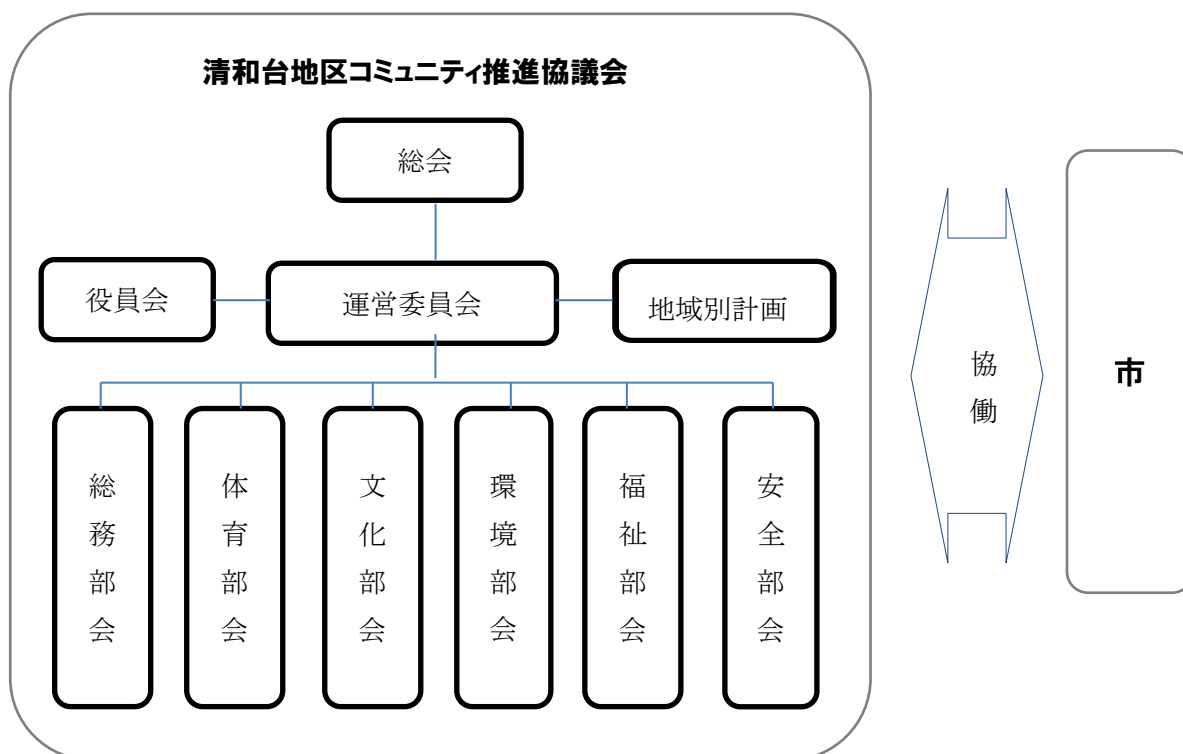 清和台地区コミュニティ推進協議会
総会
役員会
運営委員会
地域別計画
総務部会
体育部会
文化部会
環境部会
福祉部会
安全部会
協働
市